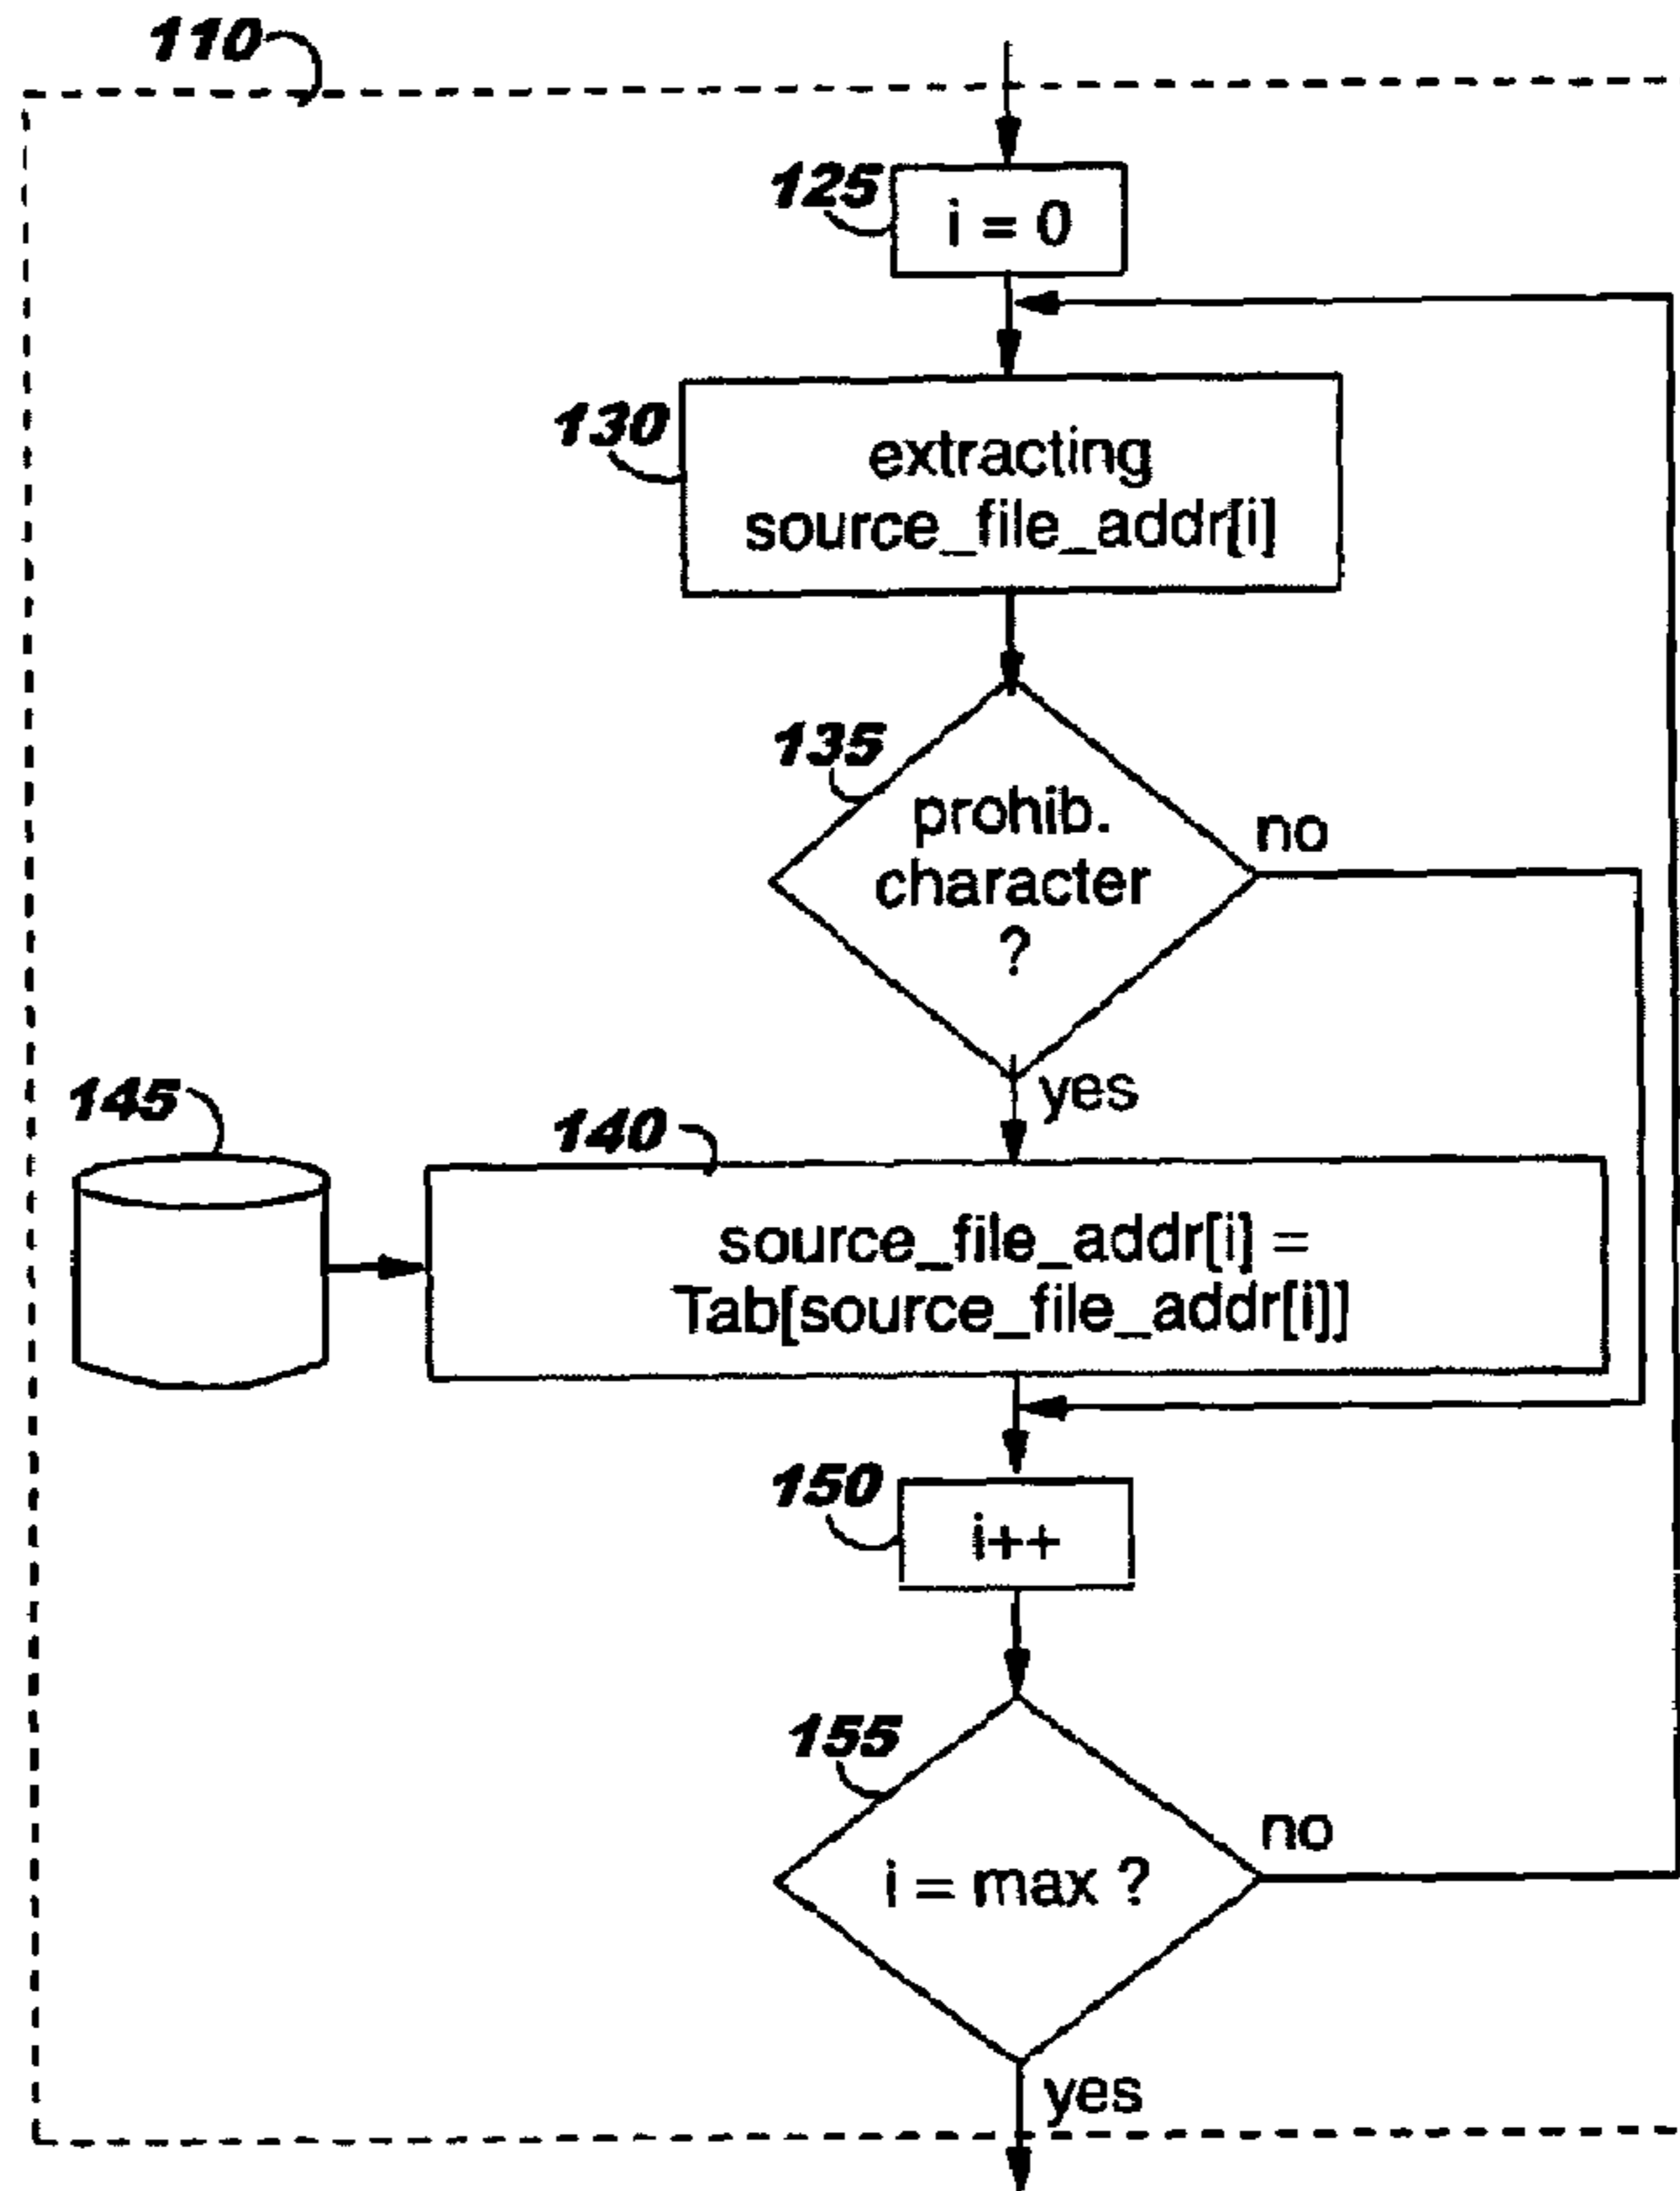 110
125
i = 0
130
extracting
source_file_addr[i]
135
prohib.
character
?
no
yes
145
140
source_file_addr[i] =
Tab[source_file_addr[i]]
150
i++
155
i = max ?
no
yes